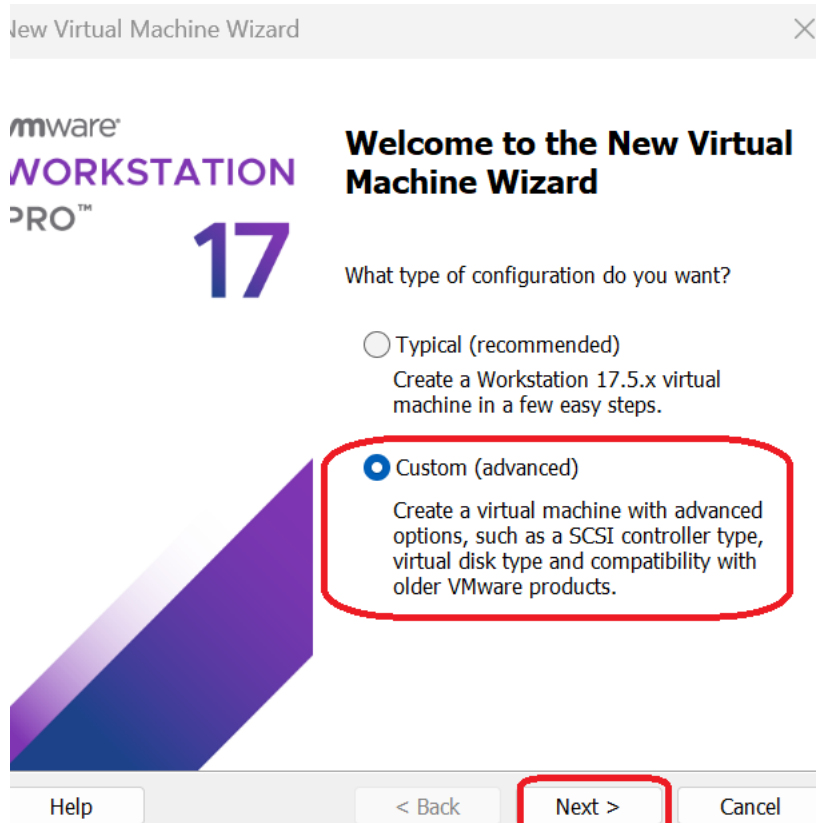 New Virtual Machine Wizard
vmware
WORKSTATION
PRO™
17
Welcome to the New Virtual
Machine Wizard
What type of configuration do you want?
Typical (recommended)
Create a Workstation 17.5.x virtual
machine in a few easy steps.
Custom (advanced)
Create a virtual machine with advanced
options, such as a SCSI controller type,
virtual disk type and compatibility with
older VMware products.
Help
< Back
Next >
Cancel